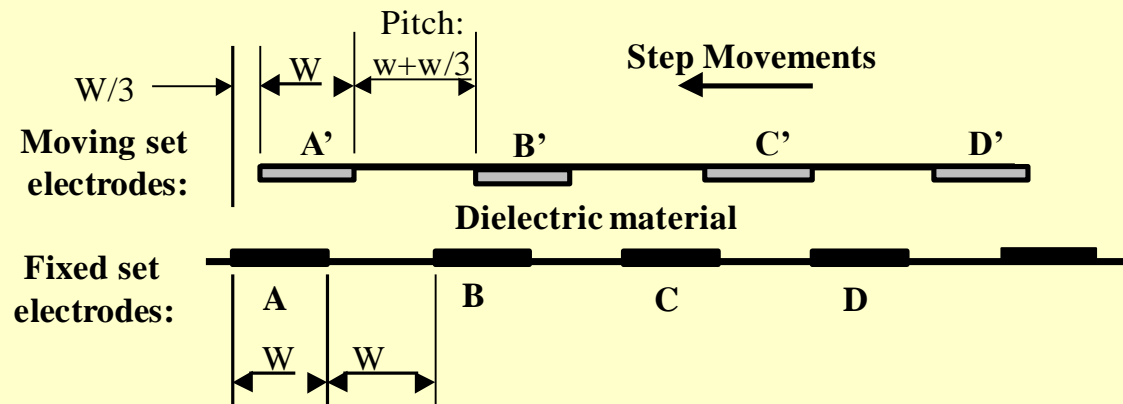 Pitch:
W w+w/3 Step Movements
W/3
Moving set A’ B’ C’ D’
electrodes:
Dielectric material
Fixed set
electrodes: A B C D
W W